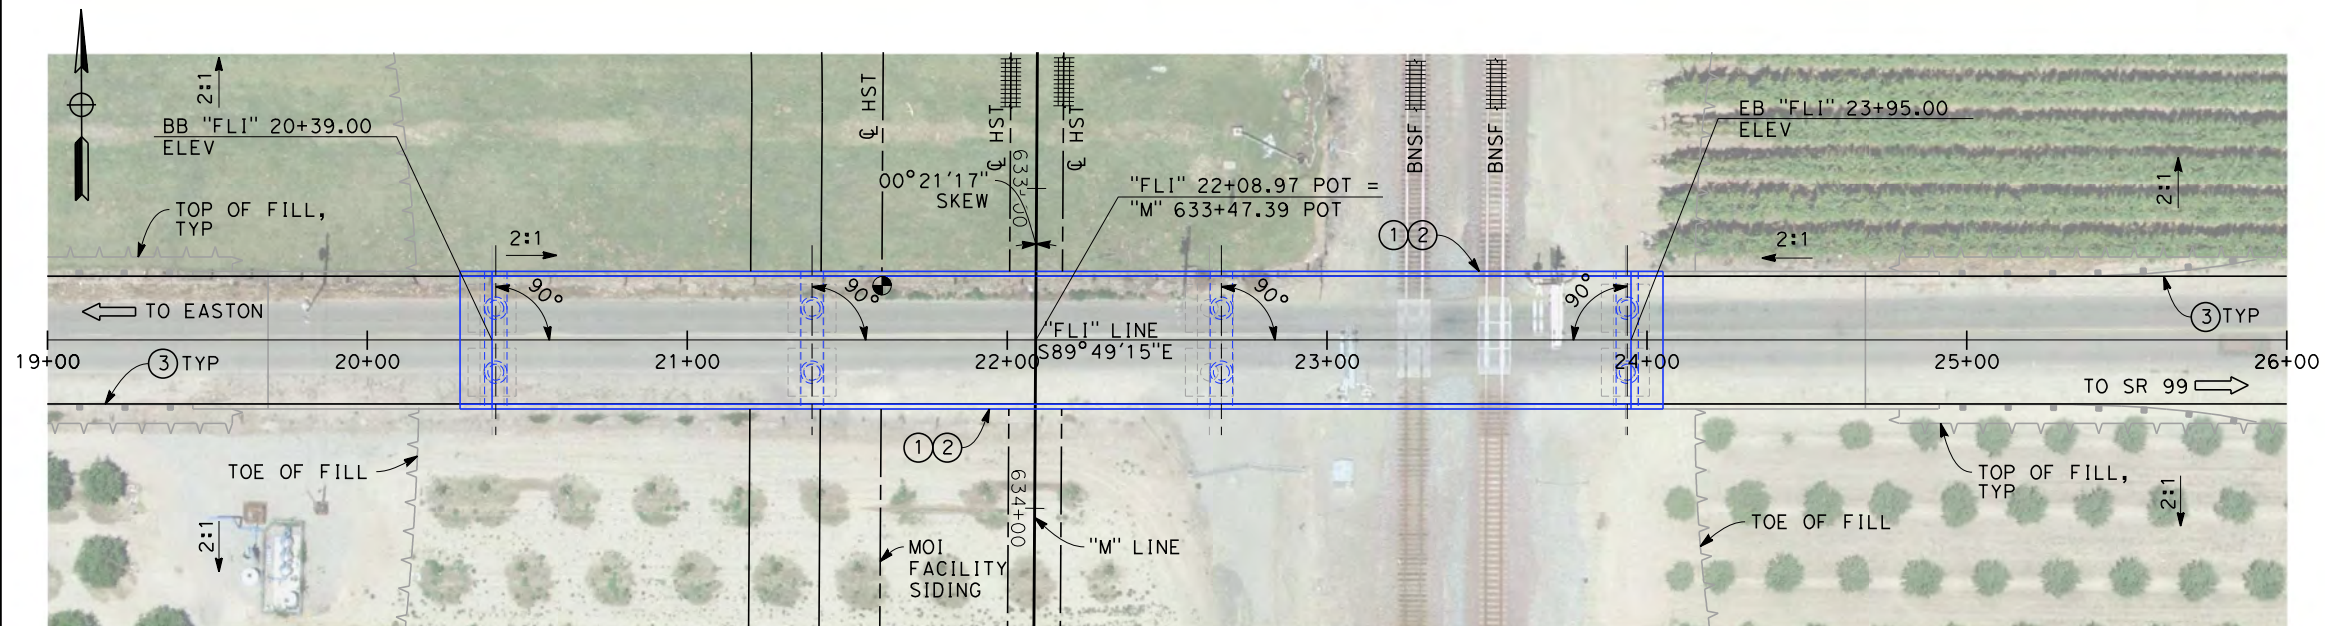 2:1
BB "FLI" 20+39.00
ELEV
TOP OF FILL,
TYP
2:1
℄ HST
℄ HST
℄ HST
00°21'17"
SKEW
633+00
"FLI" 22+08.97 POT =
"M" 633+47.39 POT
BNSF
BNSF
EB "FLI" 23+95.00
ELEV
2:1
1 2
2:1
90°
90°
90°
90°
TO EASTON
"FLI" LINE
S89°49'15"E
3 TYP
19+00
20+00
21+00
22+00
23+00
24+00
25+00
26+00
3 TYP
TO SR 99
1 2
TOE OF FILL
634+00
TOP OF FILL,
TYP
2:1
2:1
MOI
FACILITY
SIDING
"M" LINE
TOE OF FILL